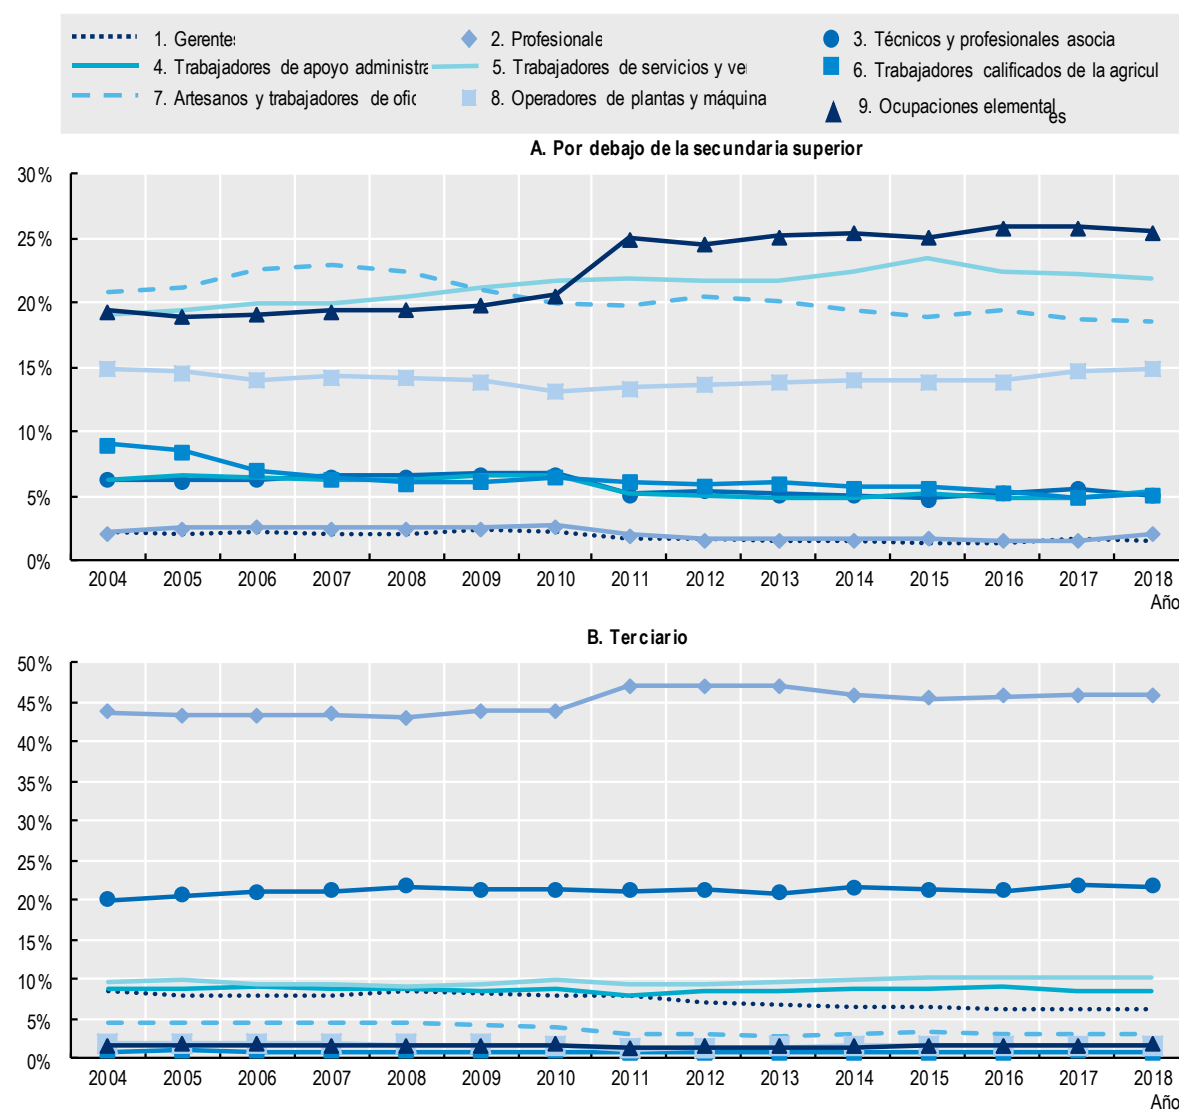 1. Gerentes
2. Profesionale
3. Técnicos y profesionales asocia
4. Trabajadores de apoyo administra
5. Trabajadores de servicios y ve
6. Trabajadores calificados de la agricul
7. Artesanos y trabajadores de ofic
8. Operadores de plantas y máquina
9. Ocupaciones elementales
A. Por debajo de la secundaria superior
30%
25%
20%
15%
10%
5%
0%
2004 2005 2006 2007 2008 2009 2010 2011 2012 2013 2014 2015 2016 2017 2018
Año
B. Terciario
50%
45%
40%
35%
30%
25%
20%
15%
10%
5%
0%
2004 2005 2006 2007 2008 2009 2010 2011 2012 2013 2014 2015 2016 2017 2018
Año